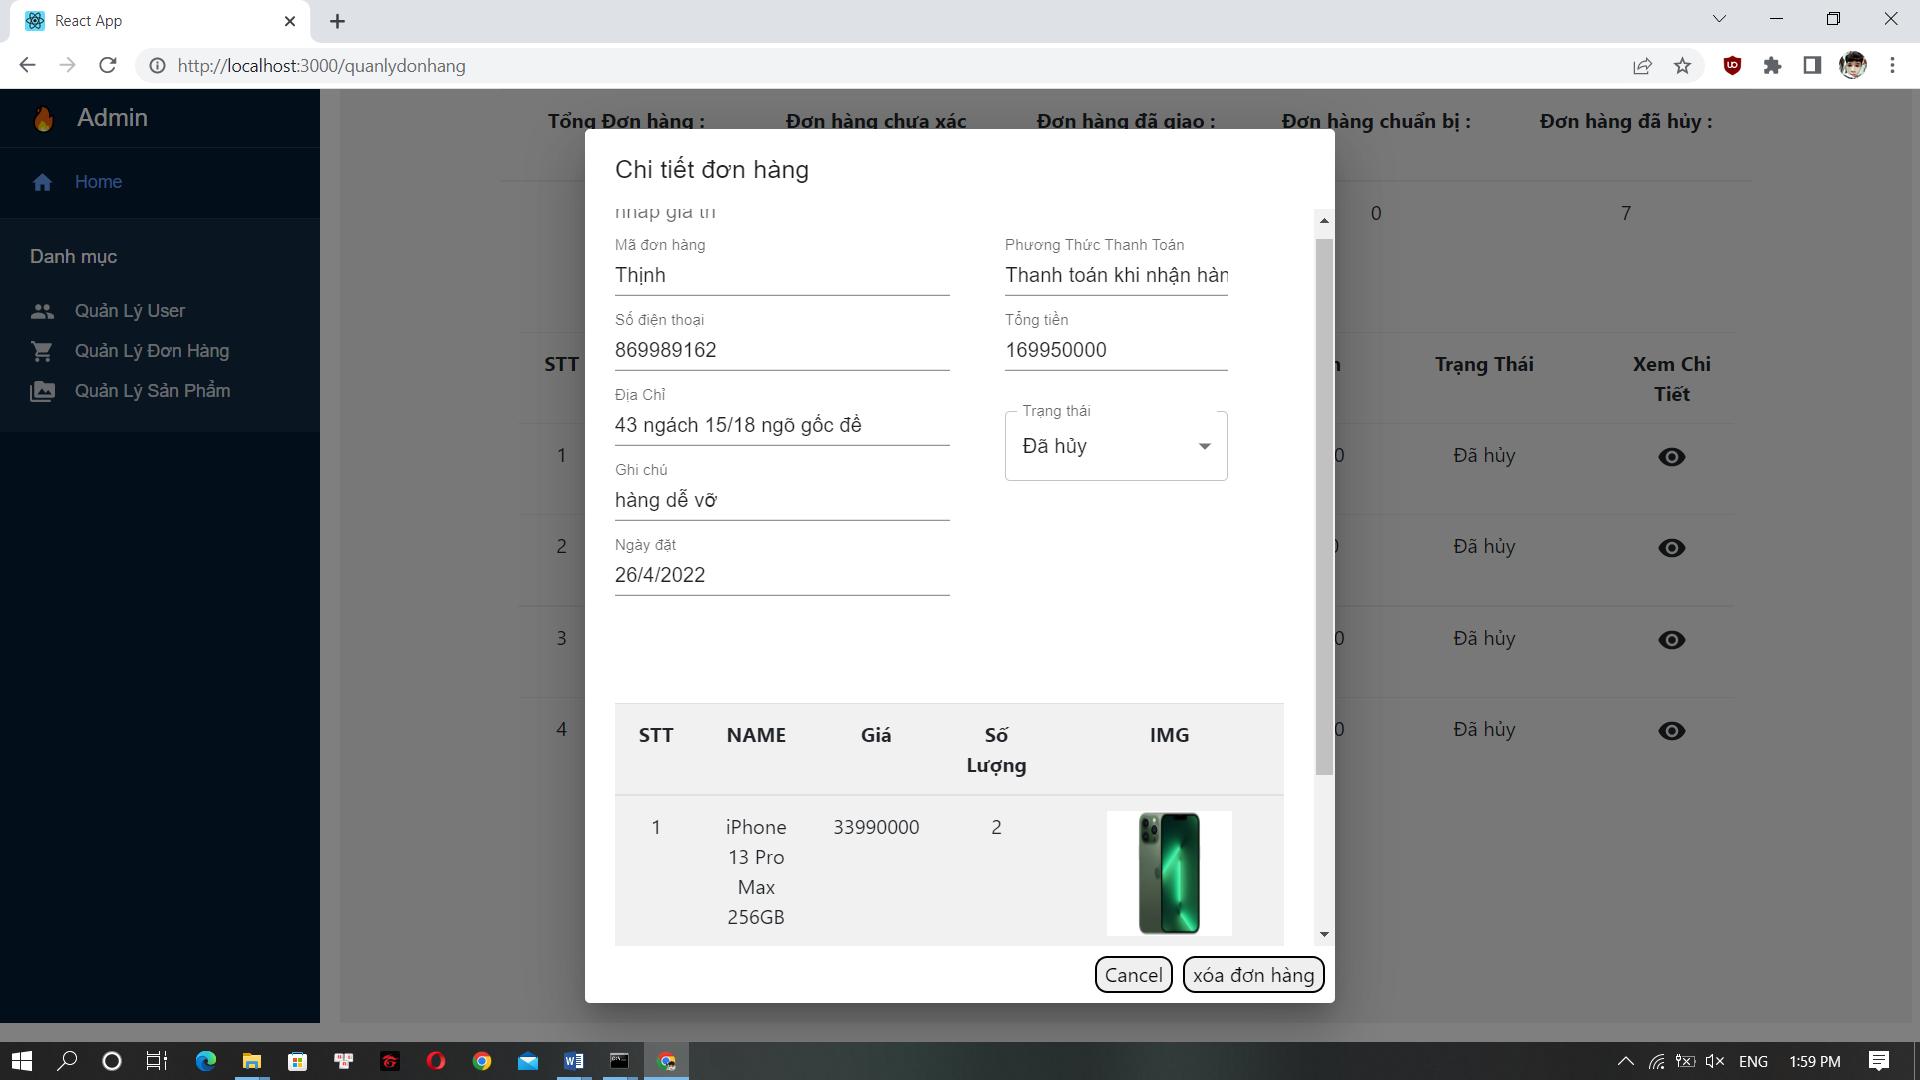 React App
http://localhost:3000/quanlydonhang
Admin
Home
Danh mục
Quản Lý User
Quản Lý Đơn Hàng
Quản Lý Sản Phẩm
Tổng Đơn hàng : Đơn hàng chưa xác Đơn hàng đã giao : Đơn hàng chuẩn bị : Đơn hàng đã hủy :
0 7
STT Trạng Thái Xem Chi
Tiết
1 0 Đã hủy
2 Đã hủy
3 0 Đã hủy
4 0 Đã hủy
Chi tiết đơn hàng
nhập giá trị
Mã đơn hàng
Thịnh
Số điện thoại
869989162
Địa Chỉ
43 ngách 15/18 ngõ gốc đề
Ghi chú
hàng dễ vỡ
Ngày đặt
26/4/2022
Phương Thức Thanh Toán
Thanh toán khi nhận hàn
Tổng tiền
169950000
Trạng thái
Đã hủy
STT NAME Giá Số
Lượng IMG
1 iPhone 33990000 2
13 Pro
Max
256GB
Cancel xóa đơn hàng
ENG 1:59 PM